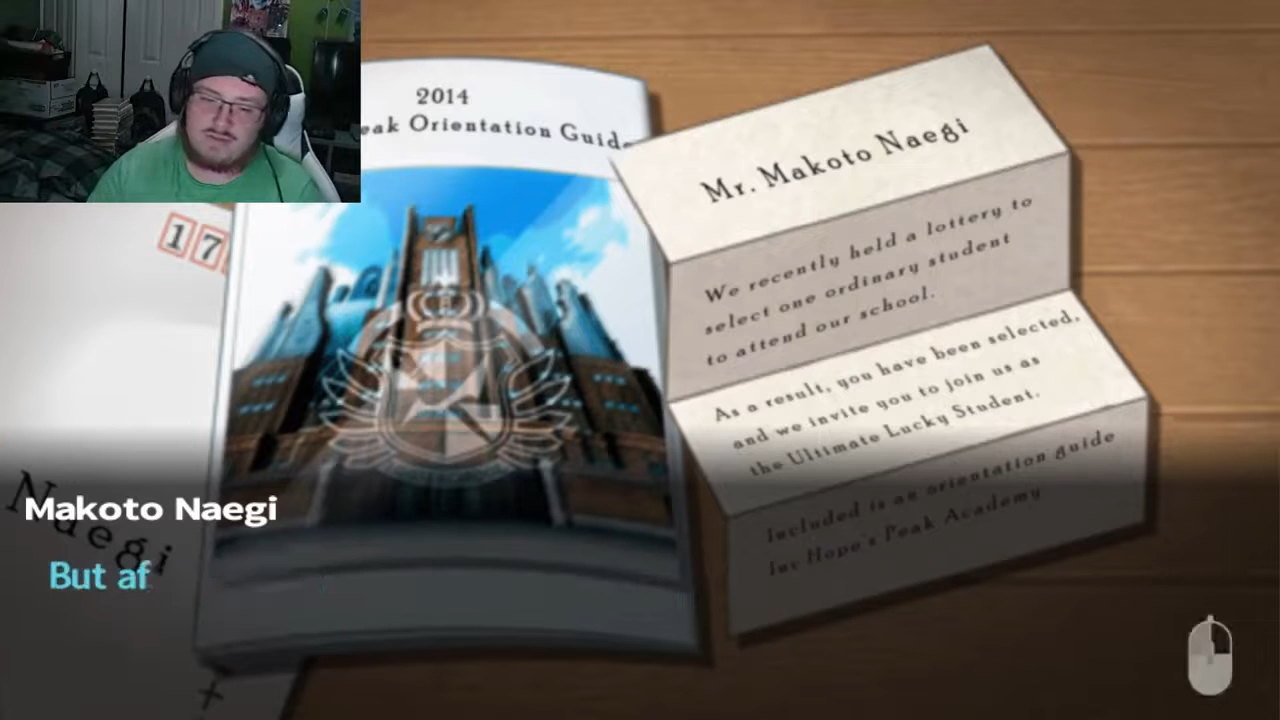 2014
eak Orientation Guide
17
Mr. Makoto Naegi
We recently held a lottery to
select one ordinary student
to attend our school.
As a result, you have been selected,
and we invite you to join us as
the Ultimate Lucky Student.
Included is an orientation guide
for Hope's Peak Academy
Naegi
Makoto Naegi
But af